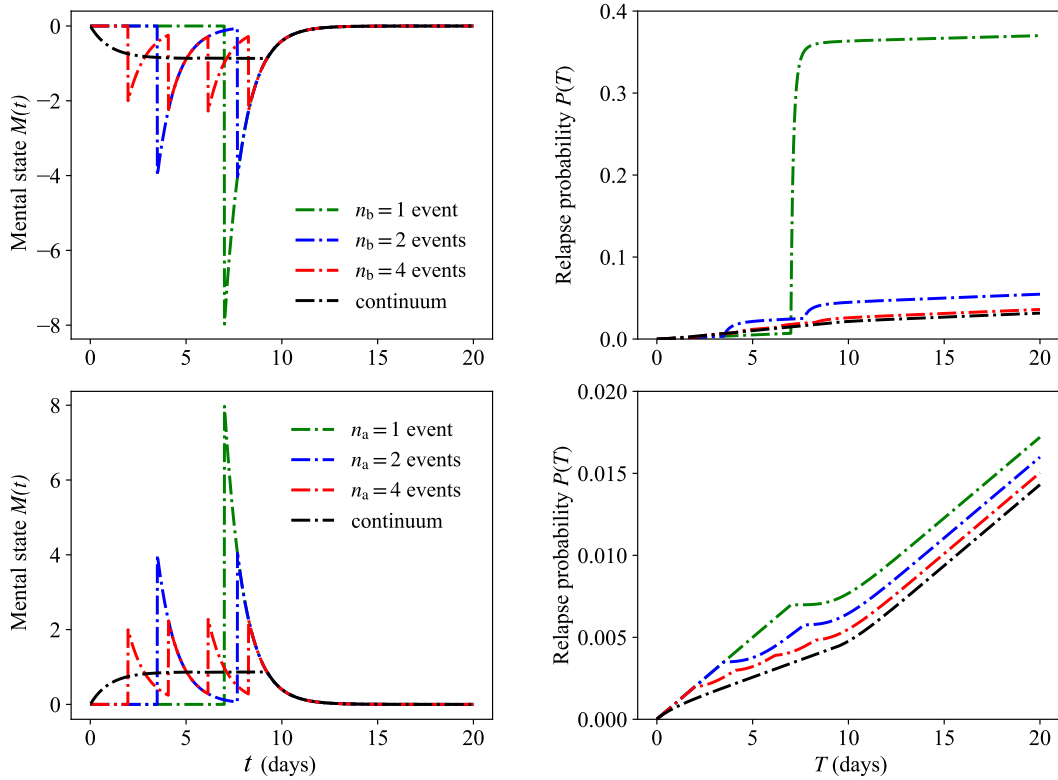 Mental state M(t)
0
−2
−4
−6
−8
n_b = 1 event
n_b = 2 events
n_b = 4 events
continuum
0 5 10 15 20
Relapse probability P(T)
0.4
0.3
0.2
0.1
0.0
0 5 10 15 20
Mental state M(t)
8
6
4
2
0
n_a = 1 event
n_a = 2 events
n_a = 4 events
continuum
0 5 10 15 20
t (days)
Relapse probability P(T)
0.020
0.015
0.010
0.005
0.000
0 5 10 15 20
T (days)